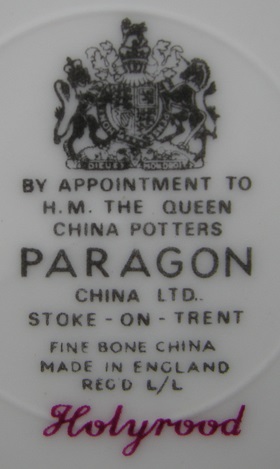 DIEU ET MON DROIT
BY APPOINTMENT TO
H.M. THE QUEEN
CHINA POTTERS
PARAGON
CHINA LTD..
STOKE - ON - TRENT
FINE BONE CHINA
MADE IN ENGLAND
REGD L/L
Holyrood